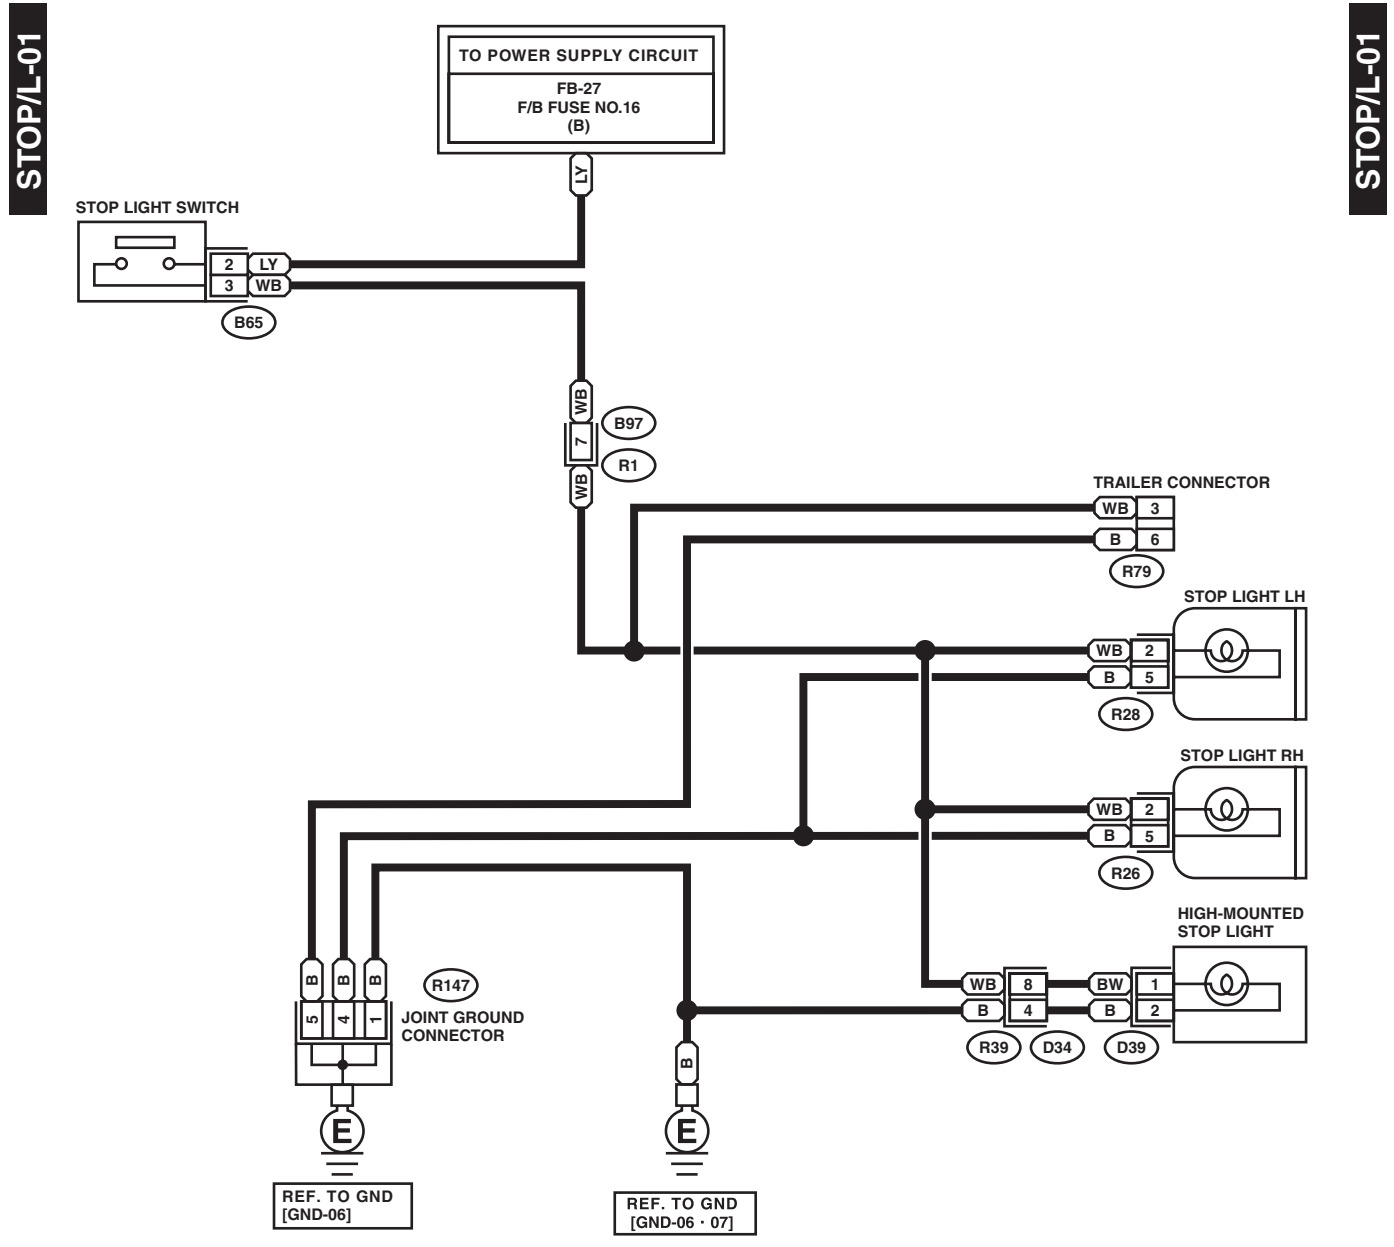 STOP/L-01
STOP/L-01
TO POWER SUPPLY CIRCUIT
FB-27
F/B FUSE NO.16
(B)
LY
STOP LIGHT SWITCH
2 LY
3 WB
B65
WB
7
B97
R1
WB
TRAILER CONNECTOR
WB 3
B 6
R79
STOP LIGHT LH
WB 2
B 5
R28
STOP LIGHT RH
WB 2
B 5
R26
HIGH-MOUNTED
STOP LIGHT
WB 8 BW 1
B 4 B 2
R39 D34 D39
B B B
5 4 1
R147
JOINT GROUND
CONNECTOR
B
E
E
REF. TO GND
[GND-06]
REF. TO GND
[GND-06 · 07]